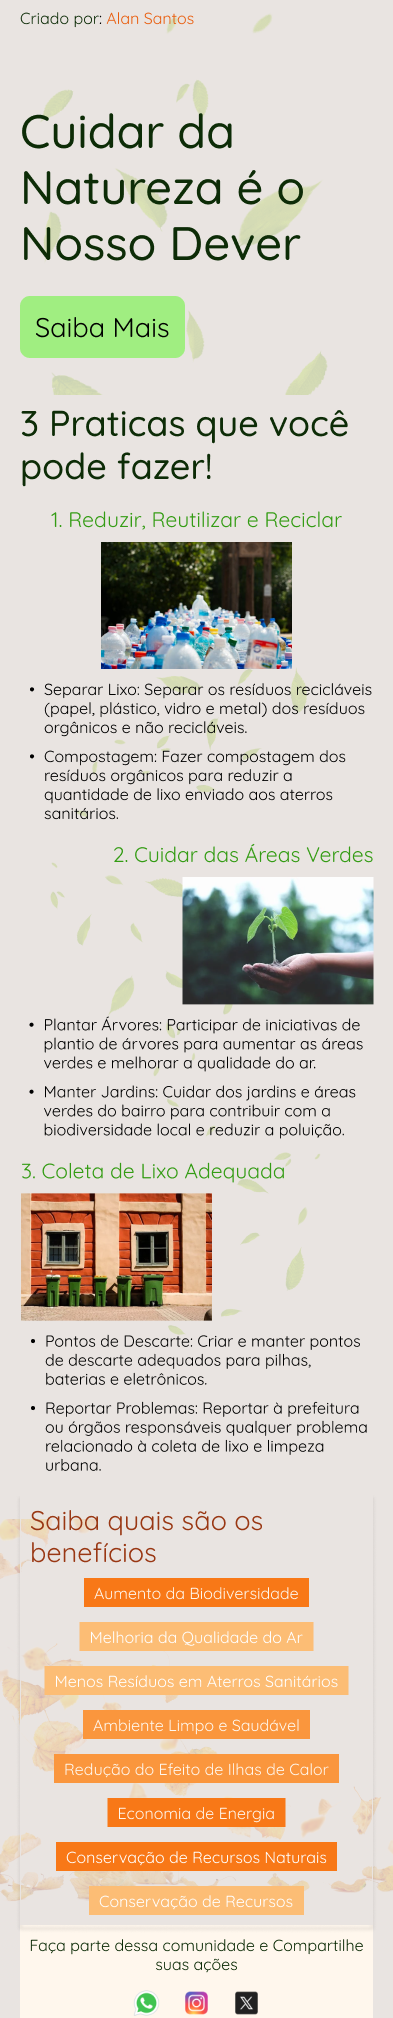 Criado por: Alan Santos
Cuidar da
Natureza é o
Nosso Dever
Saiba Mais
3 Praticas que você
pode fazer!
1. Reduzir, Reutilizar e Reciclar
• Separar Lixo: Separar os resíduos recicláveis
(papel, plástico, vidro e metal) dos resíduos
orgânicos e não recicláveis.
• Compostagem: Fazer compostagem dos
resíduos orgânicos para reduzir a
quantidade de lixo enviado aos aterros
sanitários.
2. Cuidar das Áreas Verdes
• Plantar Árvores: Participar de iniciativas de
plantio de árvores para aumentar as áreas
verdes e melhorar a qualidade do ar.
• Manter Jardins: Cuidar dos jardins e áreas
verdes do bairro para contribuir com a
biodiversidade local e reduzir a poluição.
3. Coleta de Lixo Adequada
• Pontos de Descarte: Criar e manter pontos
de descarte adequados para pilhas,
baterias e eletrônicos.
• Reportar Problemas: Reportar à prefeitura
ou órgãos responsáveis qualquer problema
relacionado à coleta de lixo e limpeza
urbana.
Saiba quais são os
benefícios
Aumento da Biodiversidade
Melhoria da Qualidade do Ar
Menos Resíduos em Aterros Sanitários
Ambiente Limpo e Saudável
Redução do Efeito de Ilhas de Calor
Economia de Energia
Conservação de Recursos Naturais
Conservação de Recursos
Faça parte dessa comunidade e Compartilhe
suas ações